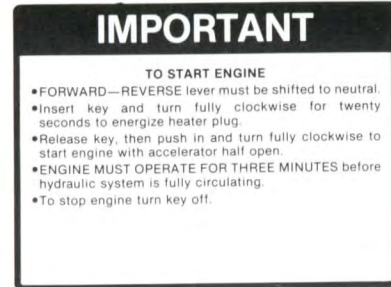 IMPORTANT
TO START ENGINE
•FORWARD—REVERSE lever must be shifted to neutral.
•Insert key and turn fully clockwise for twenty
seconds to energize heater plug.
•Release key, then push in and turn fully clockwise to
start engine with accelerator half open.
•ENGINE MUST OPERATE FOR THREE MINUTES before
hydraulic system is fully circulating.
•To stop engine turn key off.